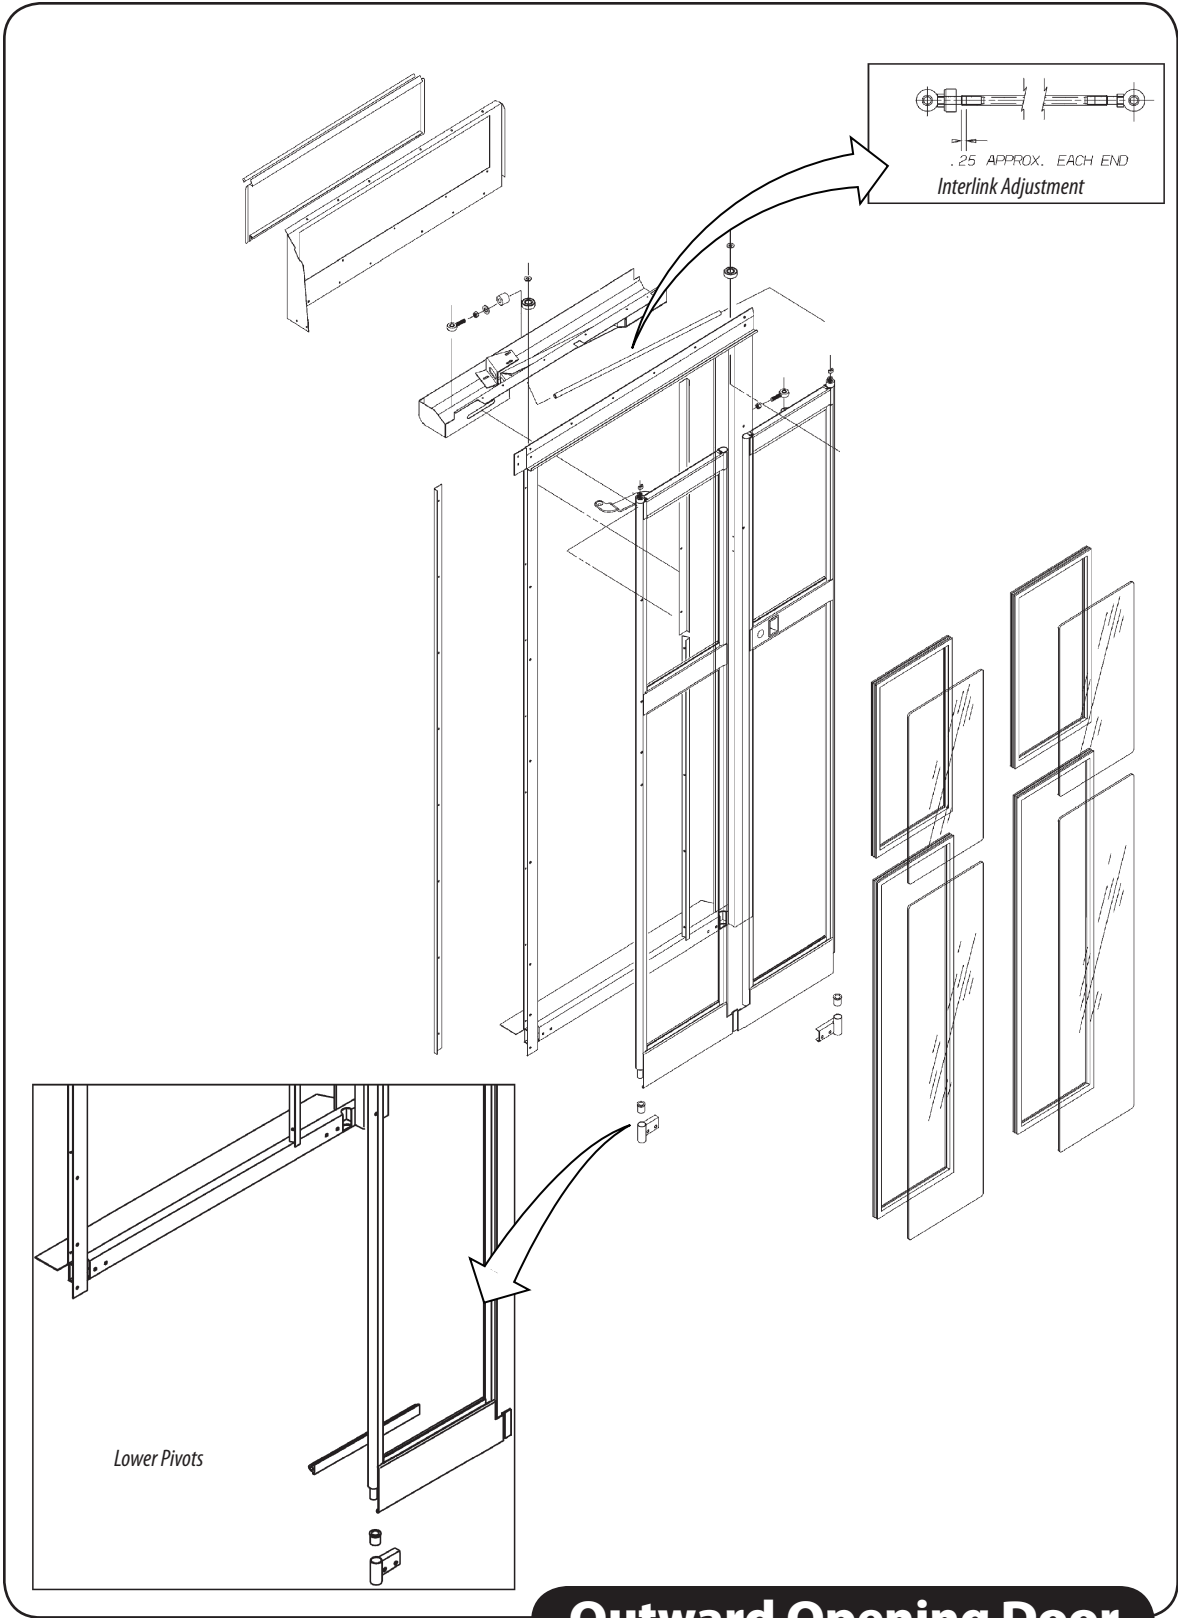 .25 APPROX. EACH END
Interlink Adjustment
Lower Pivots
Outward Opening Door